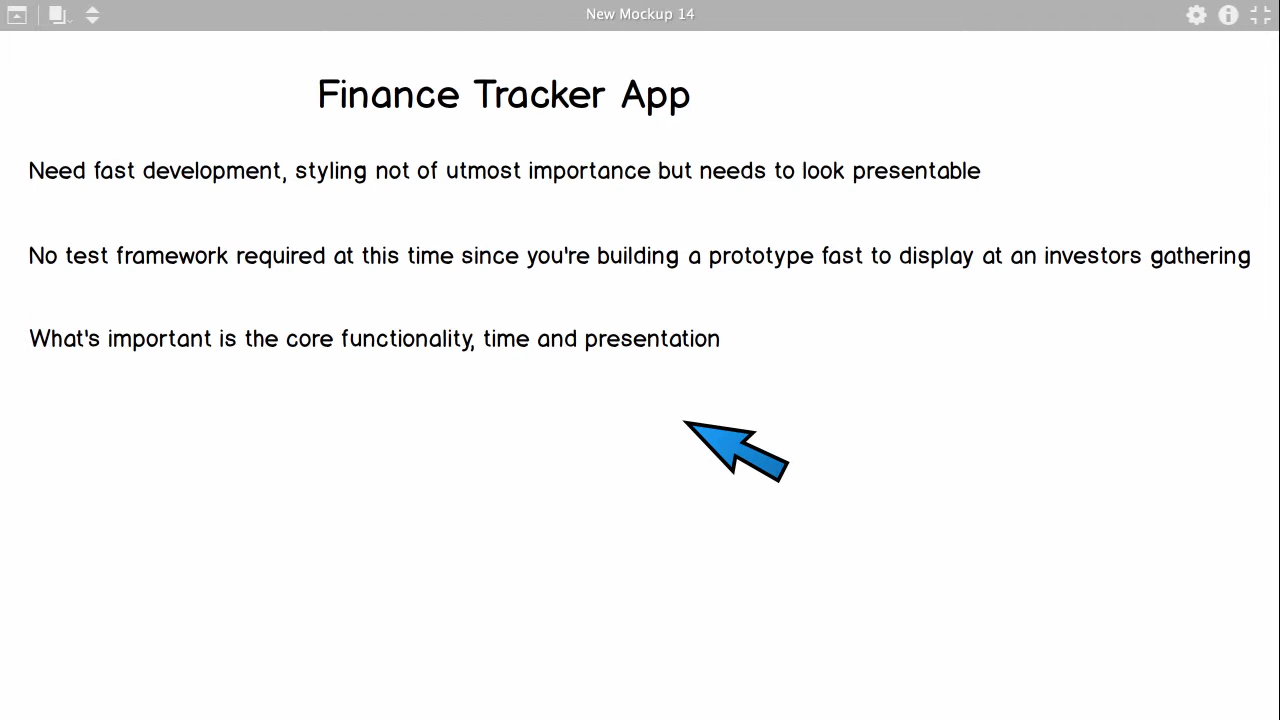 New Mockup 14
Finance Tracker App
Need fast development, styling not of utmost importance but needs to look presentable
No test framework required at this time since you're building a prototype fast to display at an investors gathering
What's important is the core functionality, time and presentation